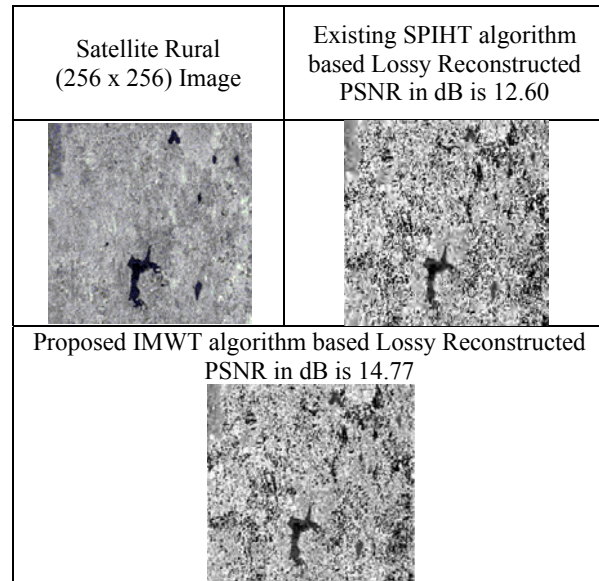 Satellite Rural
(256 x 256) Image
Existing SPIHT algorithm
based Lossy Reconstructed
PSNR in dB is 12.60
Proposed IMWT algorithm based Lossy Reconstructed
PSNR in dB is 14.77